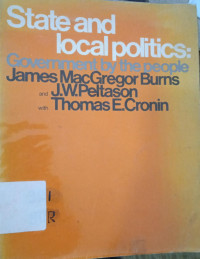 State and
local politics:
Government by the people
James MacGregor Burns
and J.W.Peltason
with Thomas E.Cronin